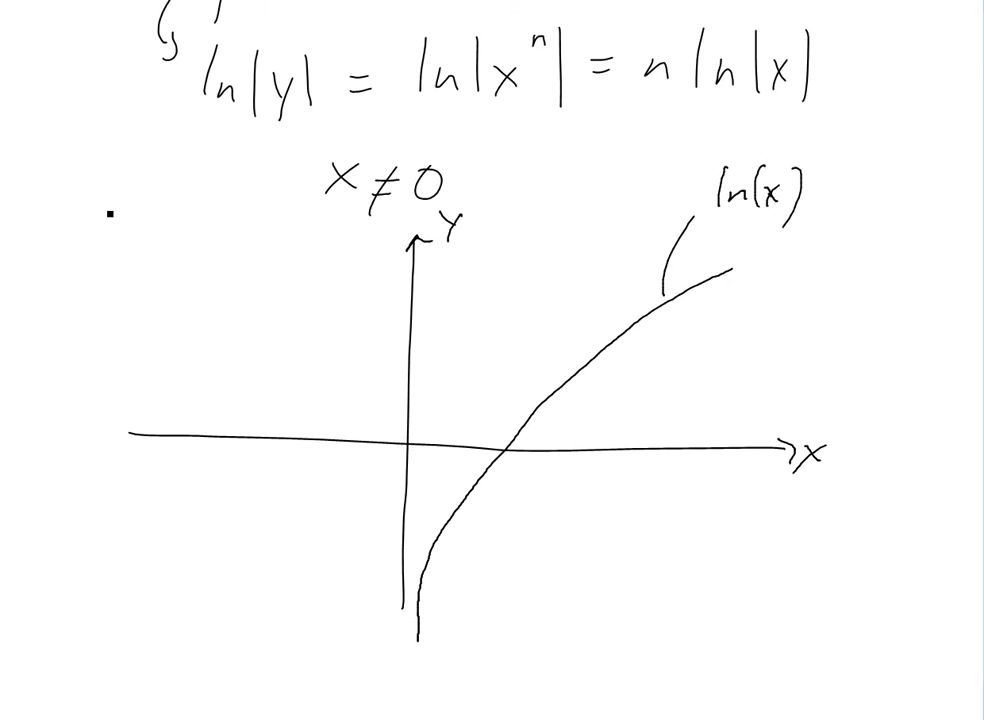 ln|y| = ln|x^n| = n ln|x|
x ≠ 0
ln(x)
y
x